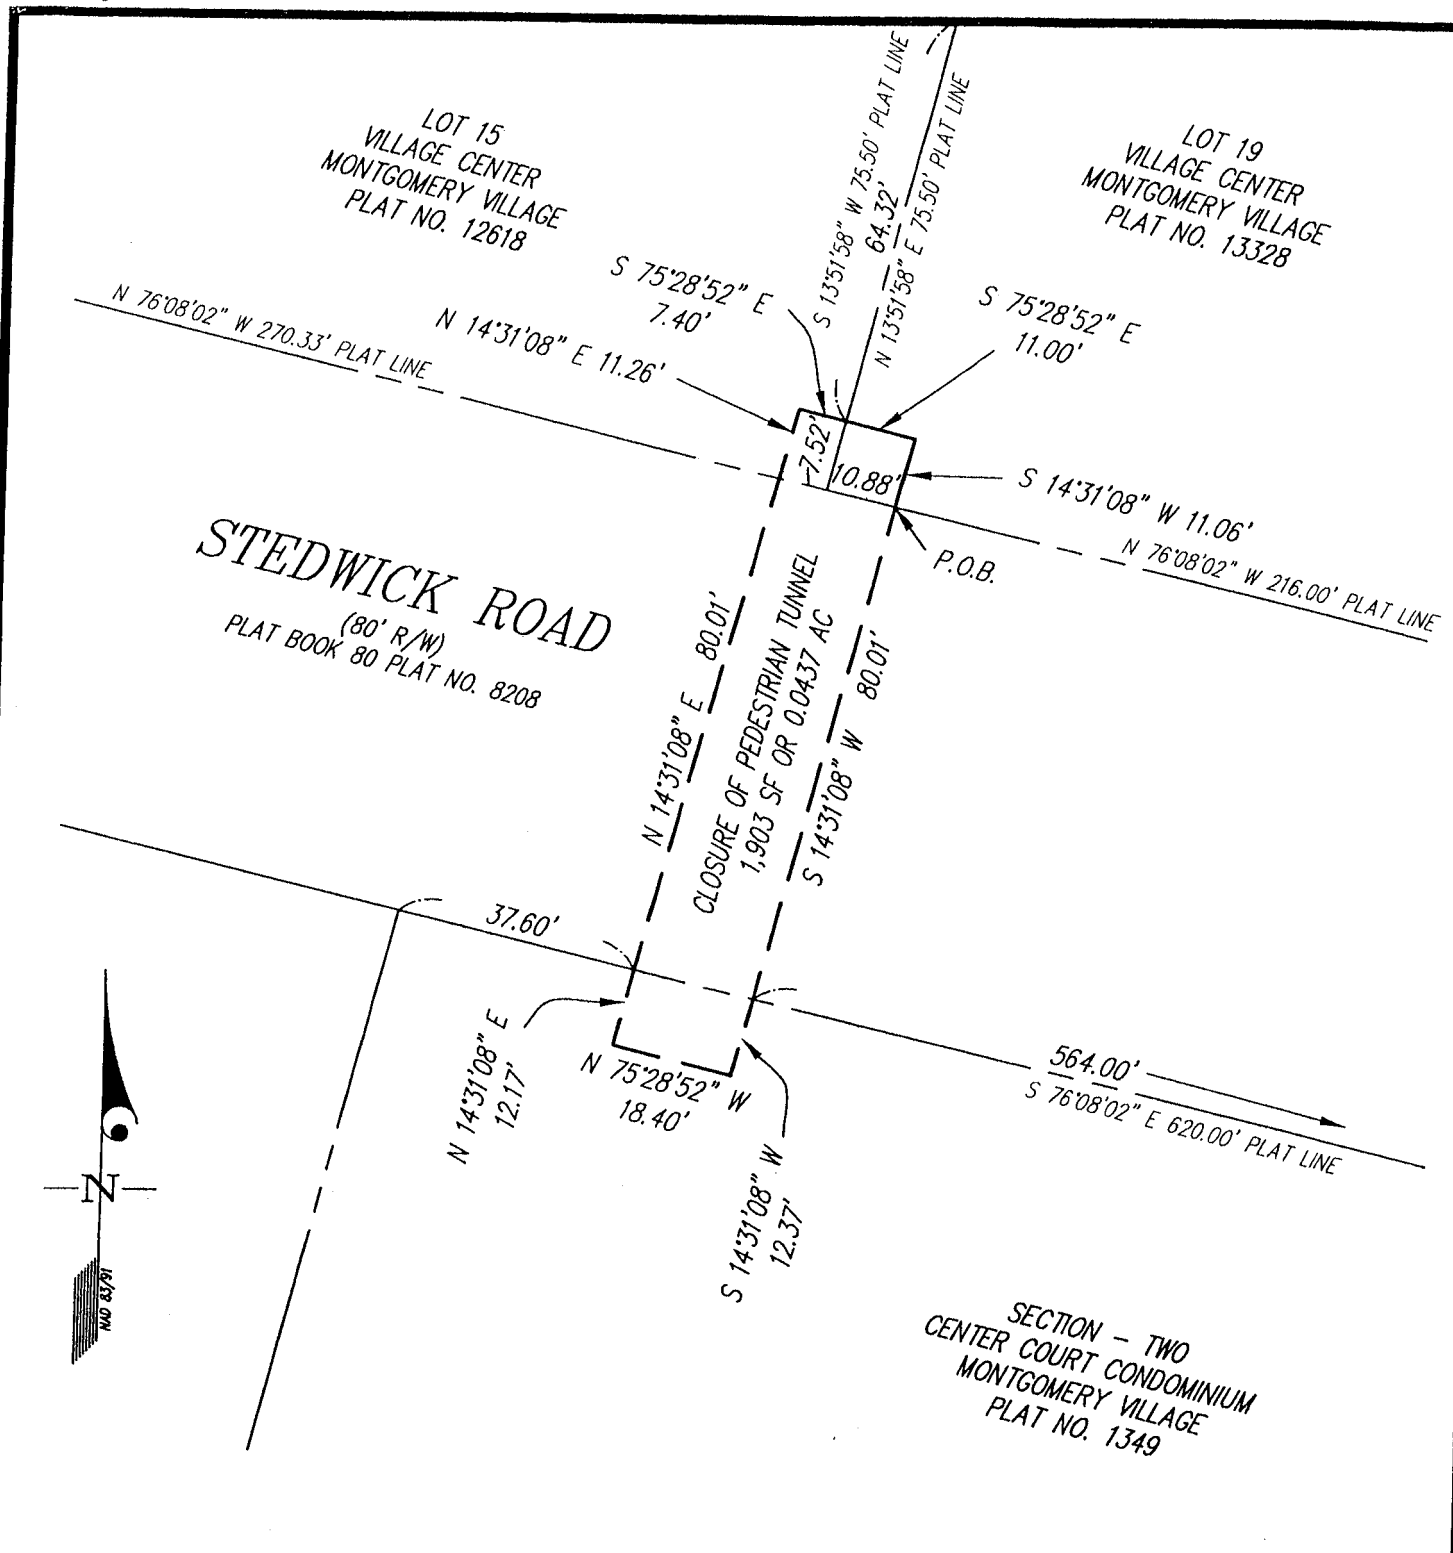 LOT 15
VILLAGE CENTER
MONTGOMERY VILLAGE
PLAT NO. 12618
S 13°51'58" W 75.50' PLAT LINE
64.32'
N 13°51'58" E 75.50' PLAT LINE
LOT 19
VILLAGE CENTER
MONTGOMERY VILLAGE
PLAT NO. 13328
S 75°28'52" E
7.40'
S 75°28'52" E
11.00'
N 76°08'02" W 270.33' PLAT LINE
N 14°31'08" E 11.26'
7.52'
10.88'
S 14°31'08" W 11.06'
N 76°08'02" W 216.00' PLAT LINE
P.O.B.
STEDWICK ROAD
(80' R/W)
PLAT BOOK 80 PLAT NO. 8208
N 14°31'08" E 80.01'
CLOSURE OF PEDESTRIAN TUNNEL
1,903 SF OR 0.0437 AC
S 14°31'08" W 80.01'
37.60'
N 14°31'08" E
12.17'
N 75°28'52" W
18.40'
S 14°31'08" W
12.37'
564.00'
S 76°08'02" E 620.00' PLAT LINE
N
NAD 83/91
SECTION - TWO
CENTER COURT CONDOMINIUM
MONTGOMERY VILLAGE
PLAT NO. 1349